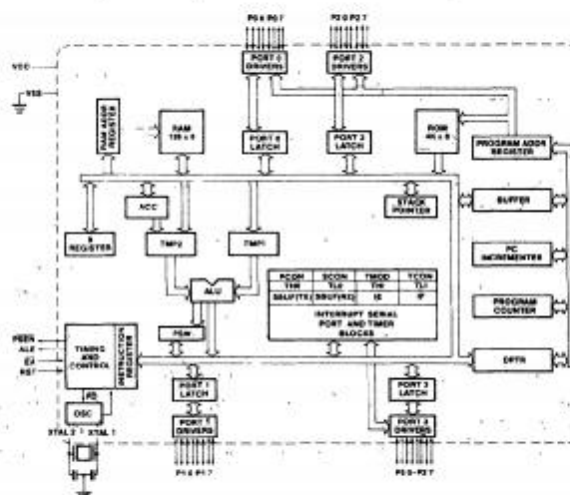 P0 0 P0 7
P2 0 P2 7
VCC
VSS
PORT 0
DRIVERS
PORT 2
DRIVERS
RAM ADDR
REGISTER
RAM
128 x 8
PORT 0
LATCH
PORT 2
LATCH
ROM
4K x 8
PROGRAM ADDR
REGISTER
B
REGISTER
ACC
TMP2
TMP1
STACK
POINTER
BUFFER
PC
INCREMENTER
ALU
PSW
PCON SCON TMOD TCON
TH0 TL0 TH1 TL1
SBUF(TX) SBUF(RX) IE IP
INTERRUPT SERIAL
PORT AND TIMER
BLOCKS
PROGRAM
COUNTER
DPTR
PSEN
ALE
EA
RST
TIMING
AND
CONTROL
INSTRUCTION
REGISTER
PD
OSC
XTAL 2 XTAL 1
PORT 1
LATCH
PORT 1
DRIVERS
PORT 3
LATCH
PORT 3
DRIVERS
P1 0 P1 7
P3 0 - P3 7